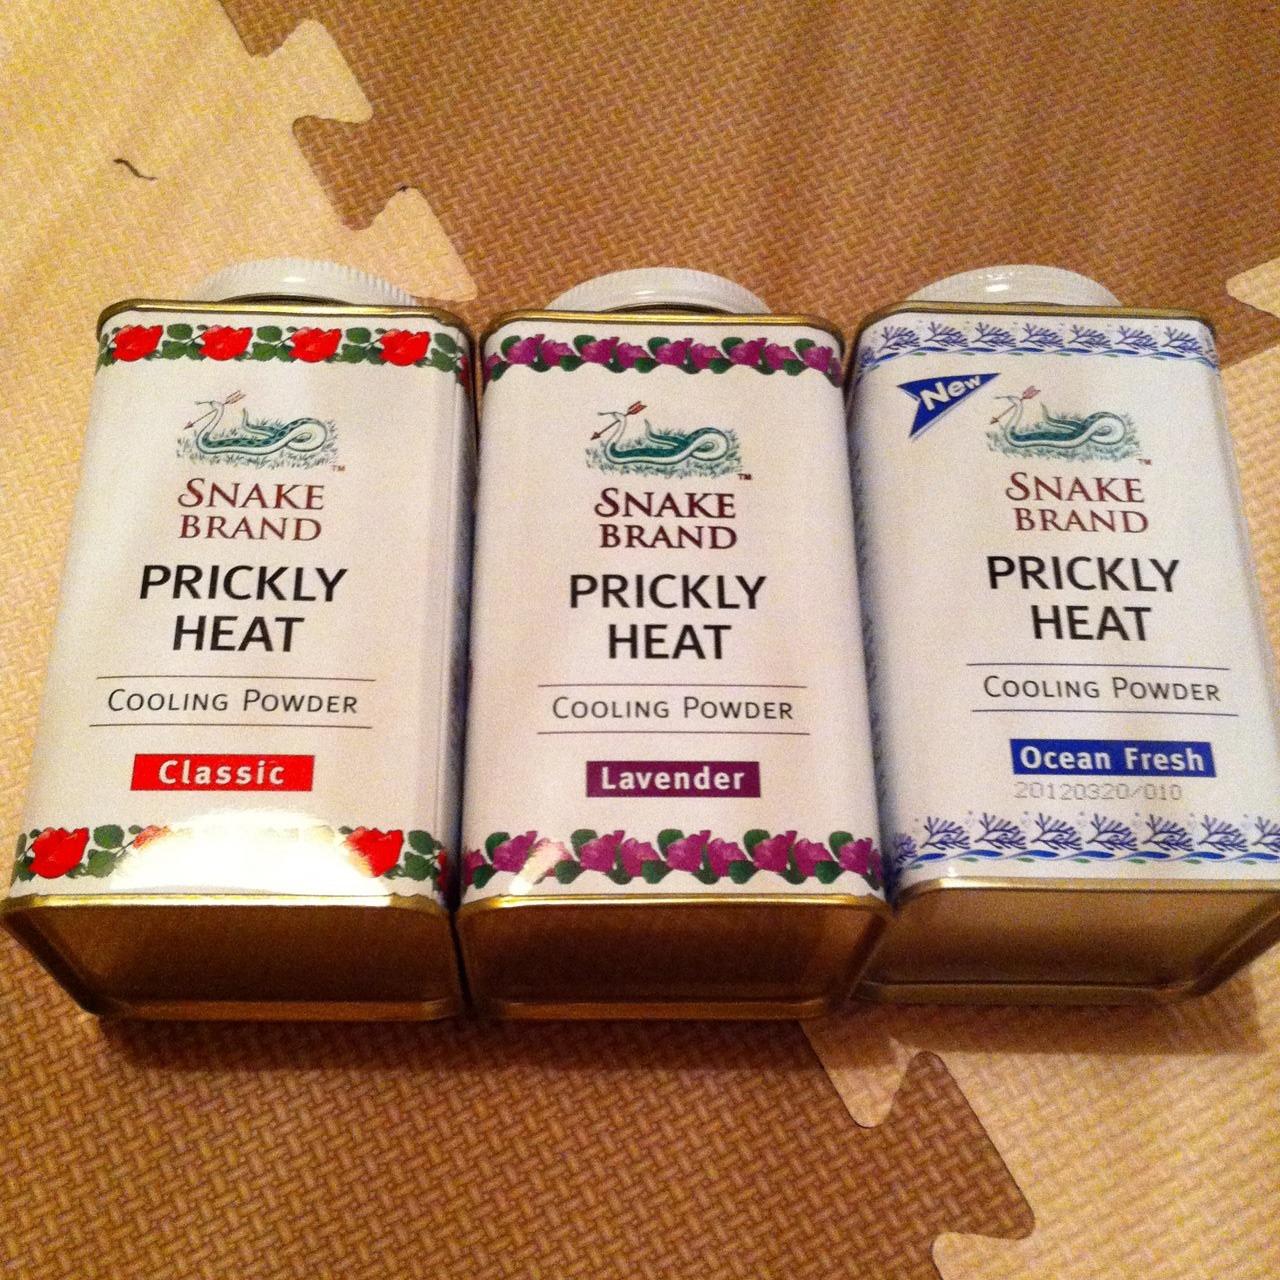 SNAKE
BRAND
PRICKLY
HEAT
COOLING POWDER
Classic
SNAKE
BRAND
PRICKLY
HEAT
COOLING POWDER
Lavender
New
SNAKE
BRAND
PRICKLY
HEAT
COOLING POWDER
Ocean Fresh
20120320/010